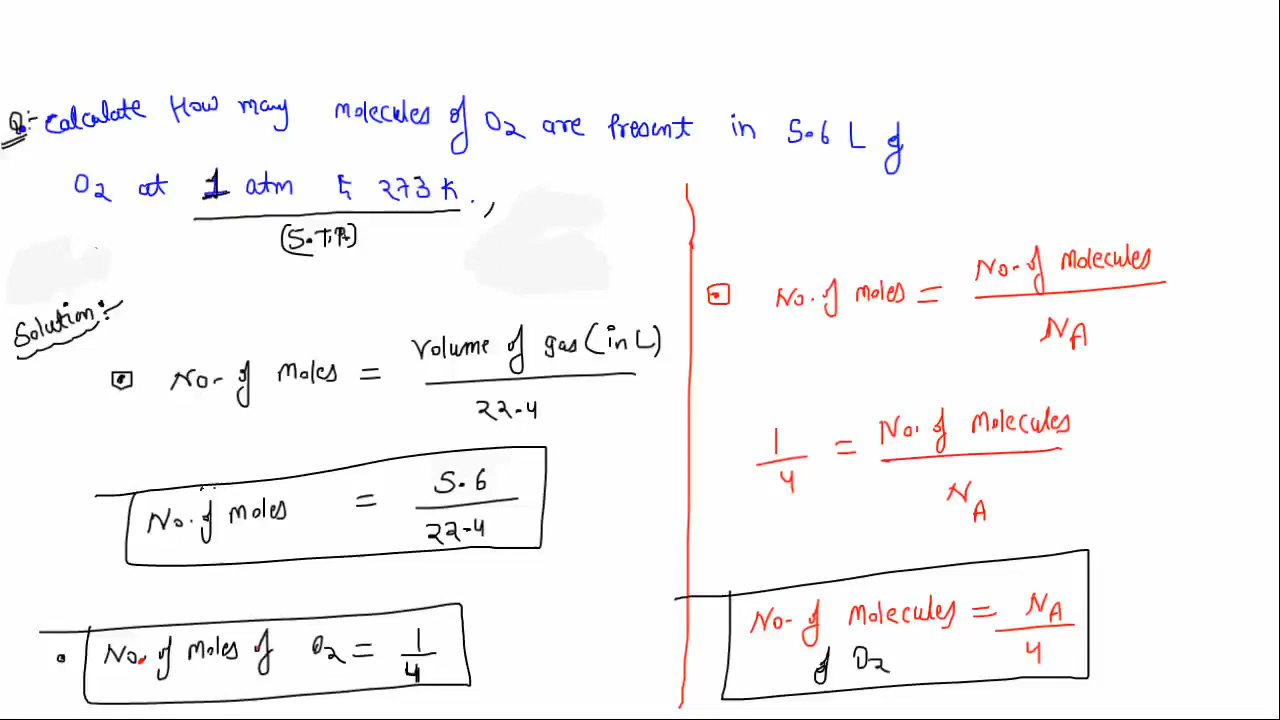 Q:- Calculate How may molecules of O2 are Present in 5.6 L of
O2 at 1 atm & 273 K.,
(S.T.P)
Solution:-
No. of moles = Volume of gas (in L) / 22.4
No. of moles = 5.6 / 22.4
No. of moles of O2 = 1/4
No. of moles = No. of molecules / NA
1/4 = No. of molecules / NA
No. of molecules = NA / 4
of O2